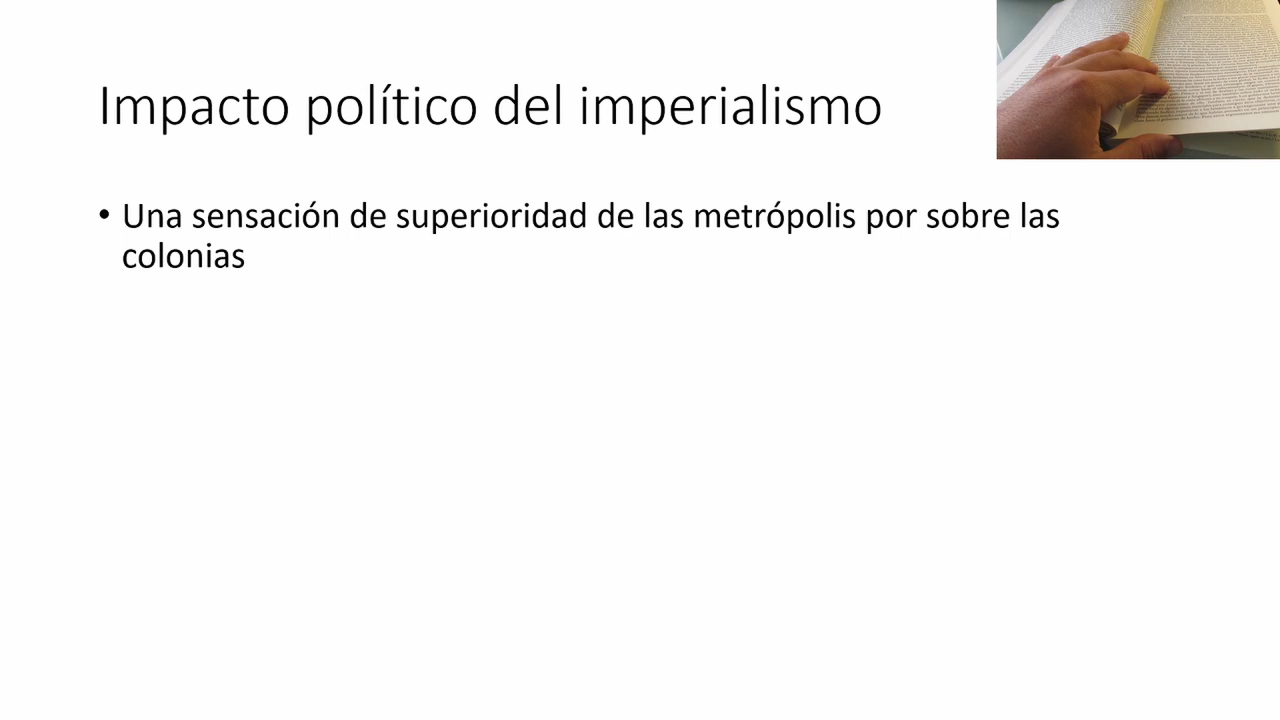 Impacto político del imperialismo
• Una sensación de superioridad de las metrópolis por sobre las
colonias